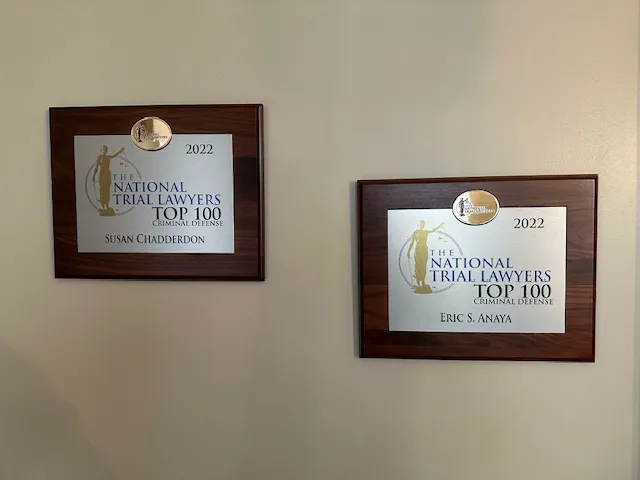 2022
THE
NATIONAL
TRIAL LAWYERS
TOP 100
CRIMINAL DEFENSE
SUSAN CHADDERDON
2022
THE
NATIONAL
TRIAL LAWYERS
TOP 100
CRIMINAL DEFENSE
ERIC S. ANAYA